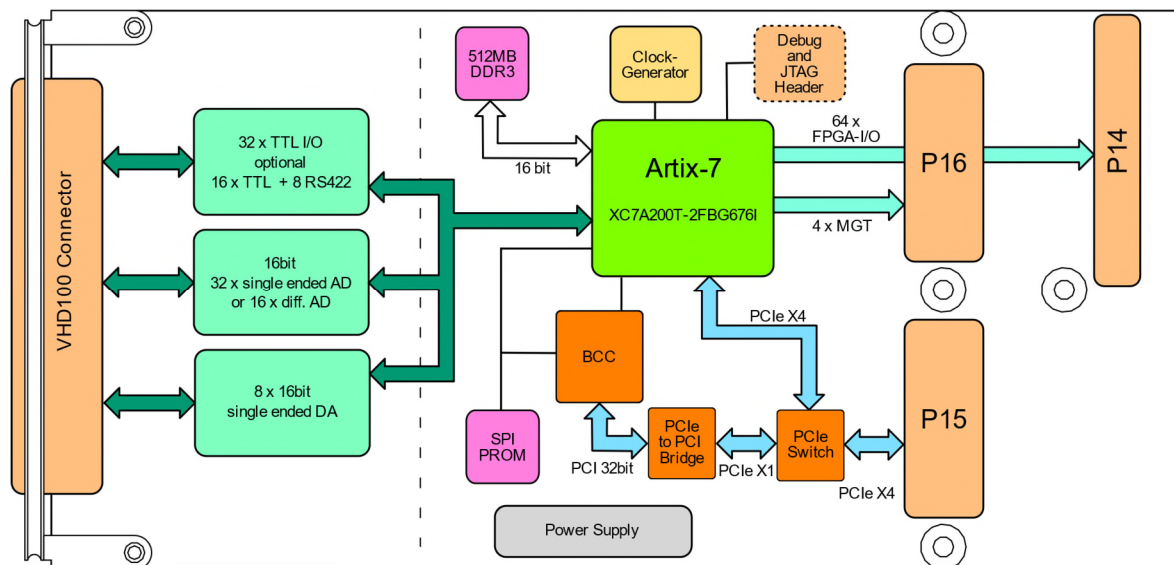 VHD100 Connector
32 x TTL I/O
optional
16 x TTL + 8 RS422
16bit
32 x single ended AD
or 16 x diff. AD
8 x 16bit
single ended DA
512MB
DDR3
16 bit
Clock-
Generator
Debug
and
JTAG
Header
Artix-7
XC7A200T-2FBG676I
64 x
FPGA-I/O
4 x MGT
P16
P14
PCIe X4
BCC
SPI
PROM
PCI 32bit
PCIe
to PCI
Bridge
PCIe X1
PCIe
Switch
PCIe X4
P15
Power Supply